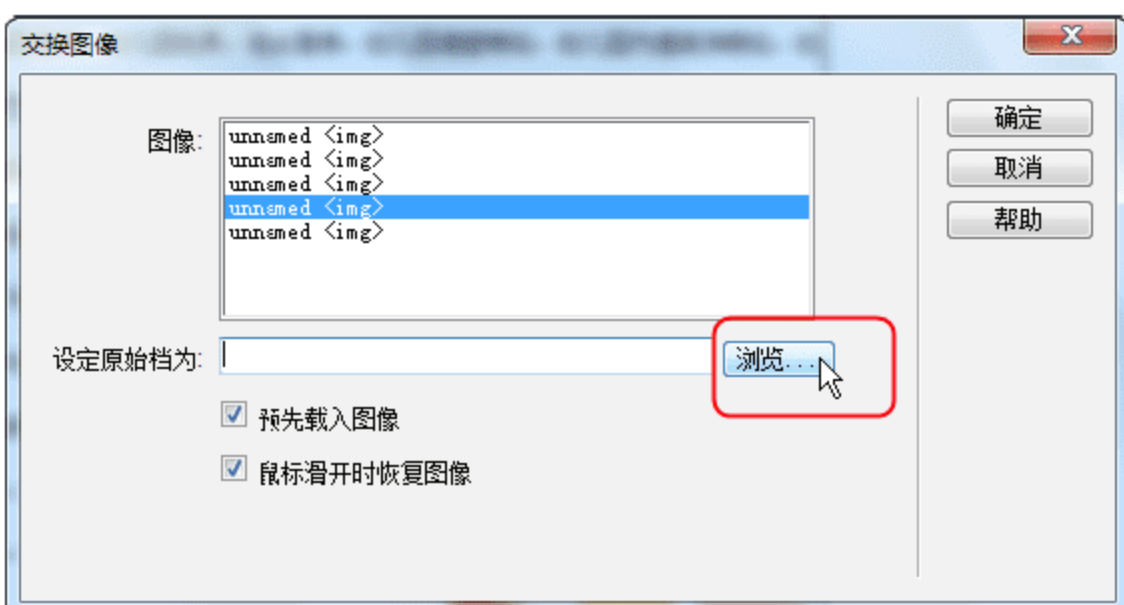 交换图像
图像:
unnamed <img>
unnamed <img>
unnamed <img>
unnamed <img>
unnamed <img>
设定原始档为:
浏览...
预先载入图像
鼠标滑开时恢复图像
确定
取消
帮助